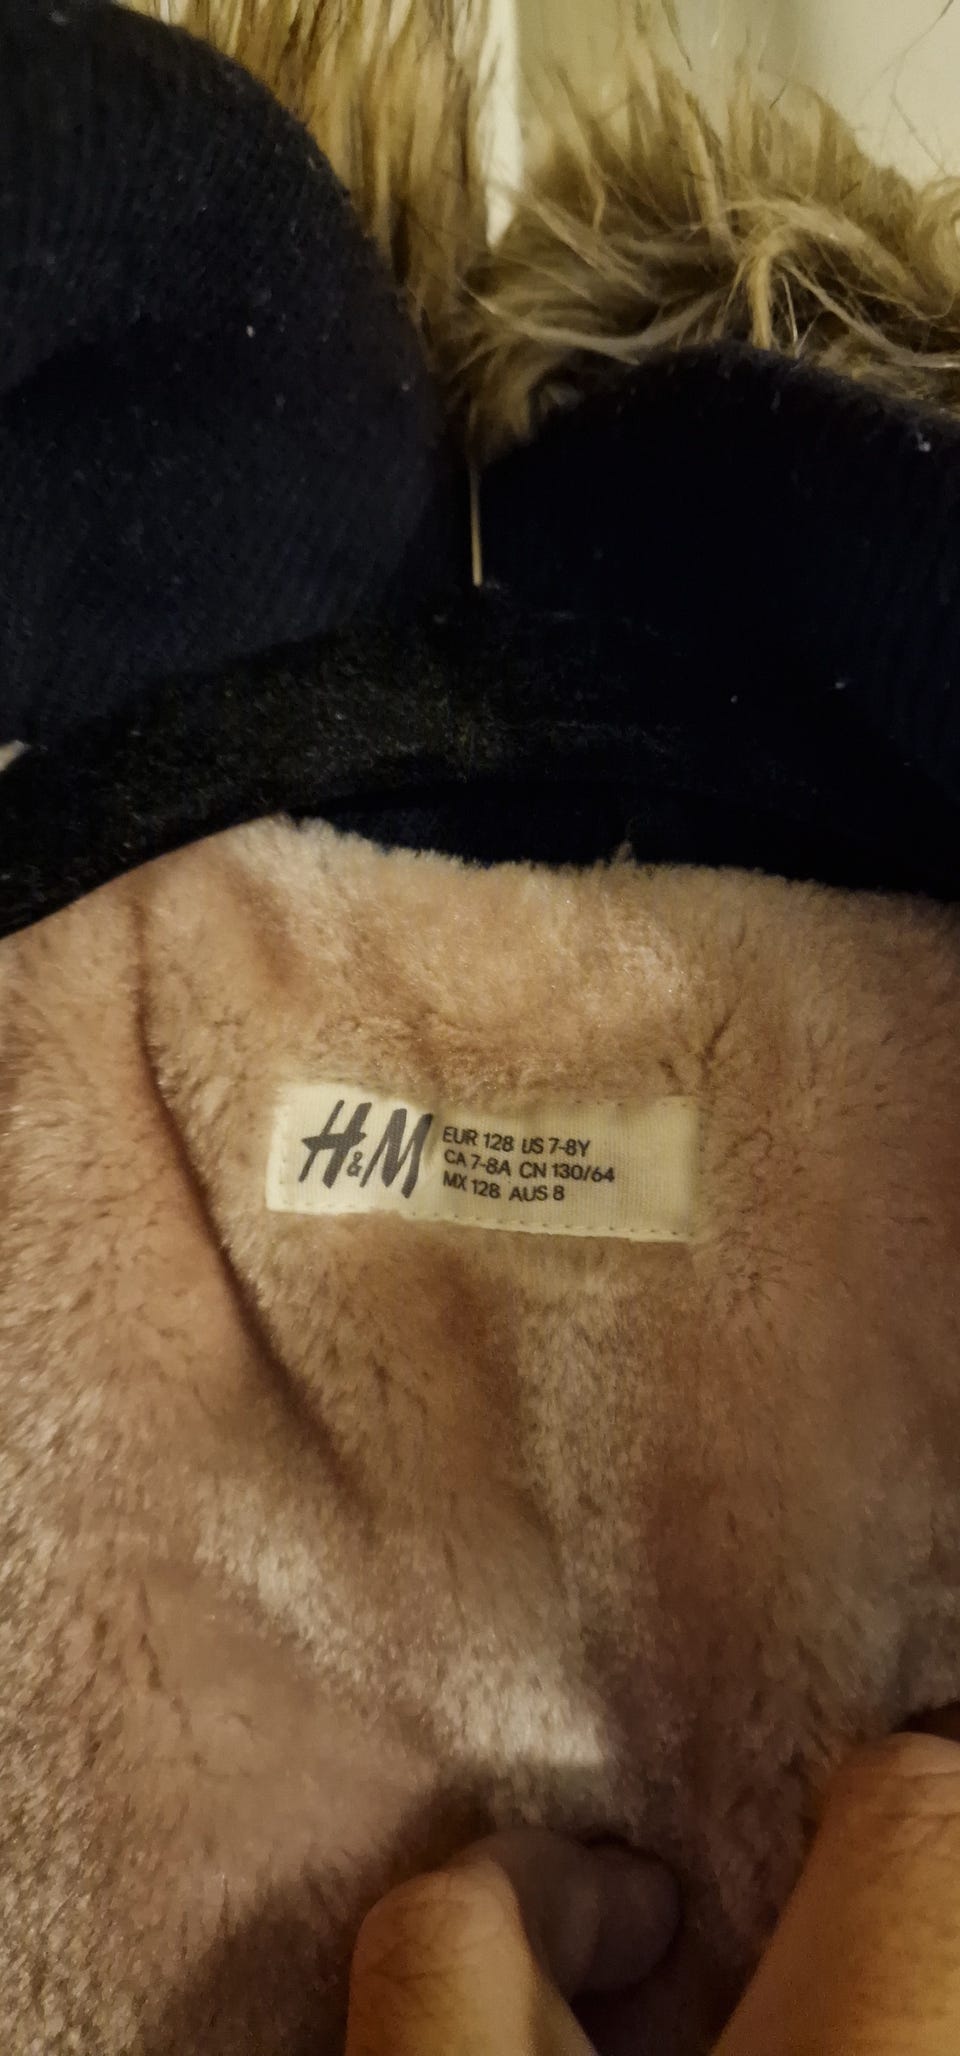 H&M
EUR 128 US 7-8Y
CA 7-8A CN 130/64
MX 128 AUS 8